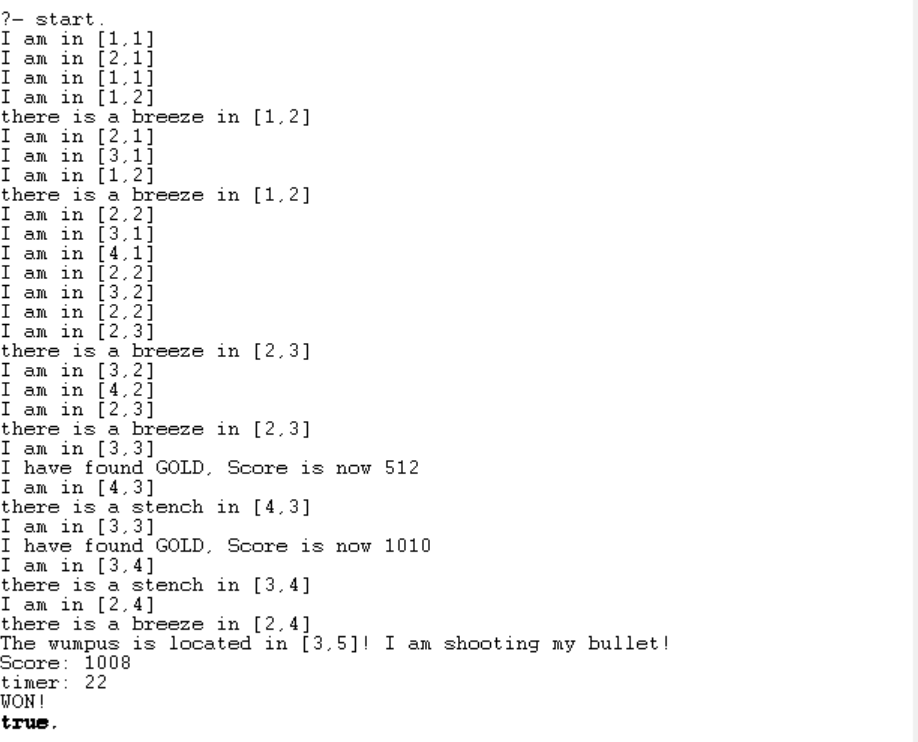 ?- start.
I am in [1,1]
I am in [2,1]
I am in [1,1]
I am in [1,2]
there is a breeze in [1,2]
I am in [2,1]
I am in [3,1]
I am in [1,2]
there is a breeze in [1,2]
I am in [2,2]
I am in [3,1]
I am in [4,1]
I am in [2,2]
I am in [3,2]
I am in [2,2]
I am in [2,3]
there is a breeze in [2,3]
I am in [3,2]
I am in [4,2]
I am in [2,3]
there is a breeze in [2,3]
I am in [3,3]
I have found GOLD, Score is now 512
I am in [4,3]
there is a stench in [4,3]
I am in [3,3]
I have found GOLD, Score is now 1010
I am in [3,4]
there is a stench in [3,4]
I am in [2,4]
there is a breeze in [2,4]
The wumpus is located in [3,5]! I am shooting my bullet!
Score: 1008
timer: 22
WON!
true.